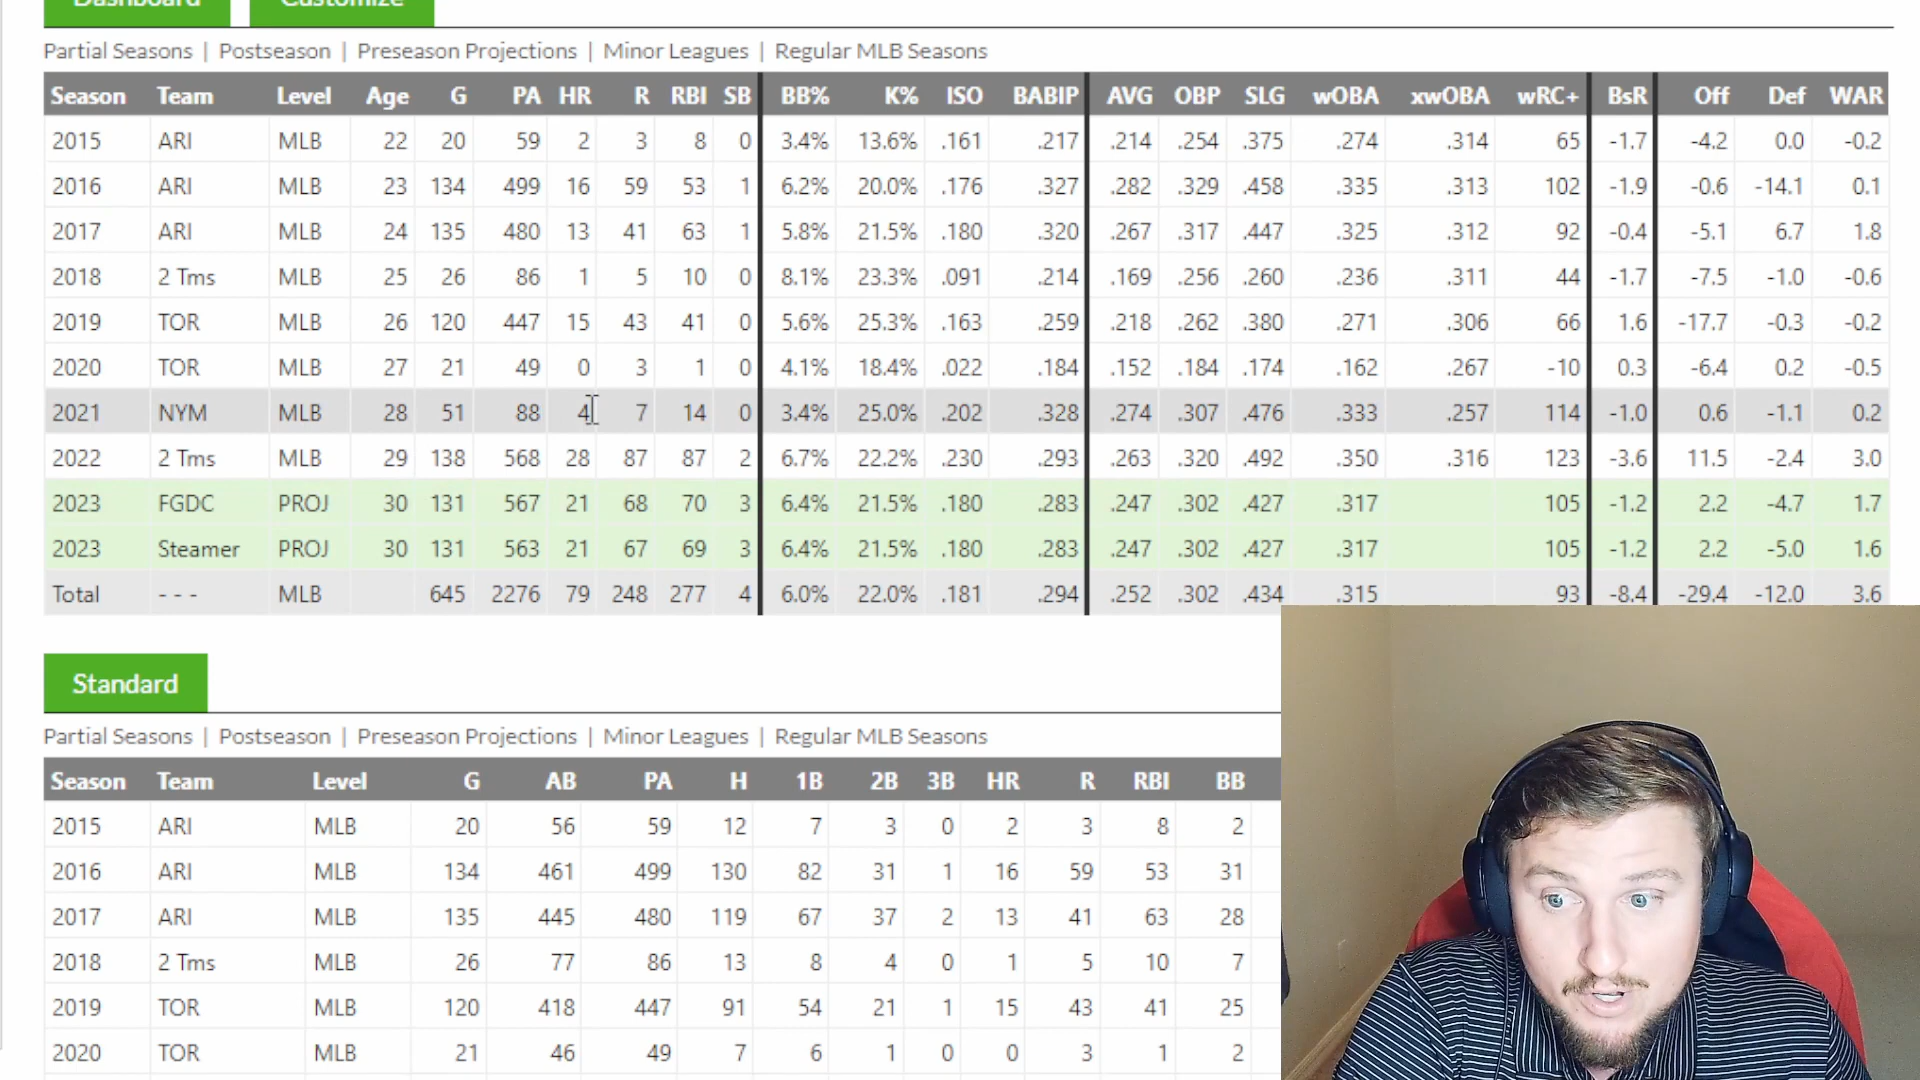 Dashboard Customize
Partial Seasons | Postseason | Preseason Projections | Minor Leagues | Regular MLB Seasons
Season Team Level Age G PA HR R RBI SB BB% K% ISO BABIP AVG OBP SLG wOBA xwOBA wRC+ BsR Off Def WAR
2015 ARI MLB 22 20 59 2 3 8 0 3.4% 13.6% .161 .217 .214 .254 .375 .274 .314 65 -1.7 -4.2 0.0 -0.2
2016 ARI MLB 23 134 499 16 59 53 1 6.2% 20.0% .176 .327 .282 .329 .458 .335 .313 102 -1.9 -0.6 -14.1 0.1
2017 ARI MLB 24 135 480 13 41 63 1 5.8% 21.5% .180 .320 .267 .317 .447 .325 .312 92 -0.4 -5.1 6.7 1.8
2018 2 Tms MLB 25 26 86 1 5 10 0 8.1% 23.3% .091 .214 .169 .256 .260 .236 .311 44 -1.7 -7.5 -1.0 -0.6
2019 TOR MLB 26 120 447 15 43 41 0 5.6% 25.3% .163 .259 .218 .262 .380 .271 .306 66 1.6 -17.7 -0.3 -0.2
2020 TOR MLB 27 21 49 0 3 1 0 4.1% 18.4% .022 .184 .152 .184 .174 .162 .267 -10 0.3 -6.4 0.2 -0.5
2021 NYM MLB 28 51 88 4 7 14 0 3.4% 25.0% .202 .328 .274 .307 .476 .333 .257 114 -1.0 0.6 -1.1 0.2
2022 2 Tms MLB 29 138 568 28 87 87 2 6.7% 22.2% .230 .293 .263 .320 .492 .350 .316 123 -3.6 11.5 -2.4 3.0
2023 FGDC PROJ 30 131 567 21 68 70 3 6.4% 21.5% .180 .283 .247 .302 .427 .317 105 -1.2 2.2 -4.7 1.7
2023 Steamer PROJ 30 131 563 21 67 69 3 6.4% 21.5% .180 .283 .247 .302 .427 .317 105 -1.2 2.2 -5.0 1.6
Total - - - MLB 645 2276 79 248 277 4 6.0% 22.0% .181 .294 .252 .302 .434 .315 93 -8.4 -29.4 -12.0 3.6
Standard
Partial Seasons | Postseason | Preseason Projections | Minor Leagues | Regular MLB Seasons
Season Team Level G AB PA H 1B 2B 3B HR R RBI BB
2015 ARI MLB 20 56 59 12 7 3 0 2 3 8 2
2016 ARI MLB 134 461 499 130 82 31 1 16 59 53 31
2017 ARI MLB 135 445 480 119 67 37 2 13 41 63 28
2018 2 Tms MLB 26 77 86 13 8 4 0 1 5 10 7
2019 TOR MLB 120 418 447 91 54 21 1 15 43 41 25
2020 TOR MLB 21 46 49 7 6 1 0 0 3 1 2